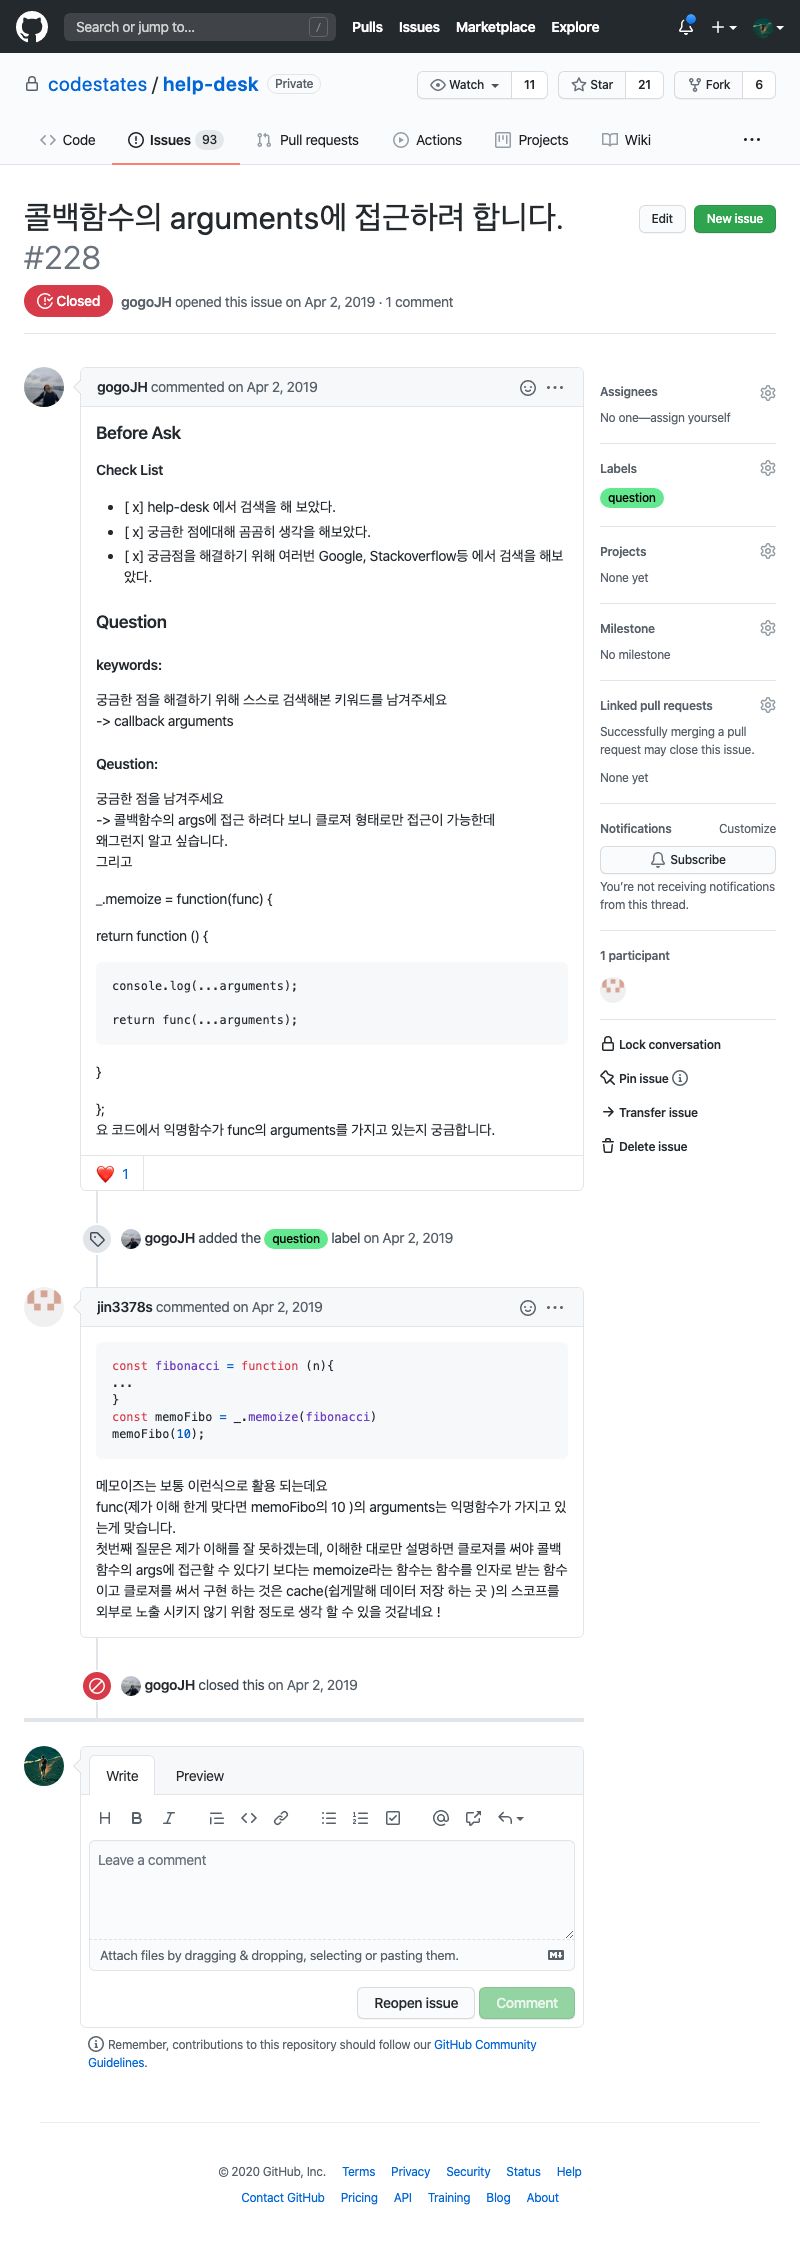 Search or jump to... /
Pulls Issues Marketplace Explore
codestates / help-desk Private
Watch 11 Star 21 Fork 6
Code Issues 93 Pull requests Actions Projects Wiki ...
콜백함수의 arguments에 접근하려 합니다.
#228
Edit New issue
Closed gogoJH opened this issue on Apr 2, 2019 · 1 comment
gogoJH commented on Apr 2, 2019
Before Ask
Check List
• [ x] help-desk 에서 검색을 해 보았다.
• [ x] 궁금한 점에대해 곰곰히 생각을 해보았다.
• [ x] 궁금점을 해결하기 위해 여러번 Google, Stackoverflow등 에서 검색을 해보
았다.
Question
keywords:
궁금한 점을 해결하기 위해 스스로 검색해본 키워드를 남겨주세요
-> callback arguments
Qeustion:
궁금한 점을 남겨주세요
-> 콜백함수의 args에 접근 하려다 보니 클로져 형태로만 접근이 가능한데
왜그런지 알고 싶습니다.
그리고
_.memoize = function(func) {
return function () {
console.log(...arguments);
return func(...arguments);
}
};
요 코드에서 익명함수가 func의 arguments를 가지고 있는지 궁금합니다.
❤️ 1
gogoJH added the question label on Apr 2, 2019
jin3378s commented on Apr 2, 2019
const fibonacci = function (n){
...
}
const memoFibo = _.memoize(fibonacci)
memoFibo(10);
메모이즈는 보통 이런식으로 활용 되는데요
func(제가 이해 한게 맞다면 memoFibo의 10 )의 arguments는 익명함수가 가지고 있
는게 맞습니다.
첫번째 질문은 제가 이해를 잘 못하겠는데, 이해한 대로만 설명하면 클로져를 써야 콜백
함수의 args에 접근할 수 있다기 보다는 memoize라는 함수는 함수를 인자로 받는 함수
이고 클로져를 써서 구현 하는 것은 cache(쉽게말해 데이터 저장 하는 곳 )의 스코프를
외부로 노출 시키지 않기 위함 정도로 생각 할 수 있을 것같네요 !
gogoJH closed this on Apr 2, 2019
Write Preview
Leave a comment
Attach files by dragging & dropping, selecting or pasting them.
Reopen issue Comment
Remember, contributions to this repository should follow our GitHub Community
Guidelines.
Assignees
No one—assign yourself
Labels
question
Projects
None yet
Milestone
No milestone
Linked pull requests
Successfully merging a pull
request may close this issue.
None yet
Notifications Customize
Subscribe
You're not receiving notifications
from this thread.
1 participant
Lock conversation
Pin issue
Transfer issue
Delete issue
© 2020 GitHub, Inc. Terms Privacy Security Status Help
Contact GitHub Pricing API Training Blog About